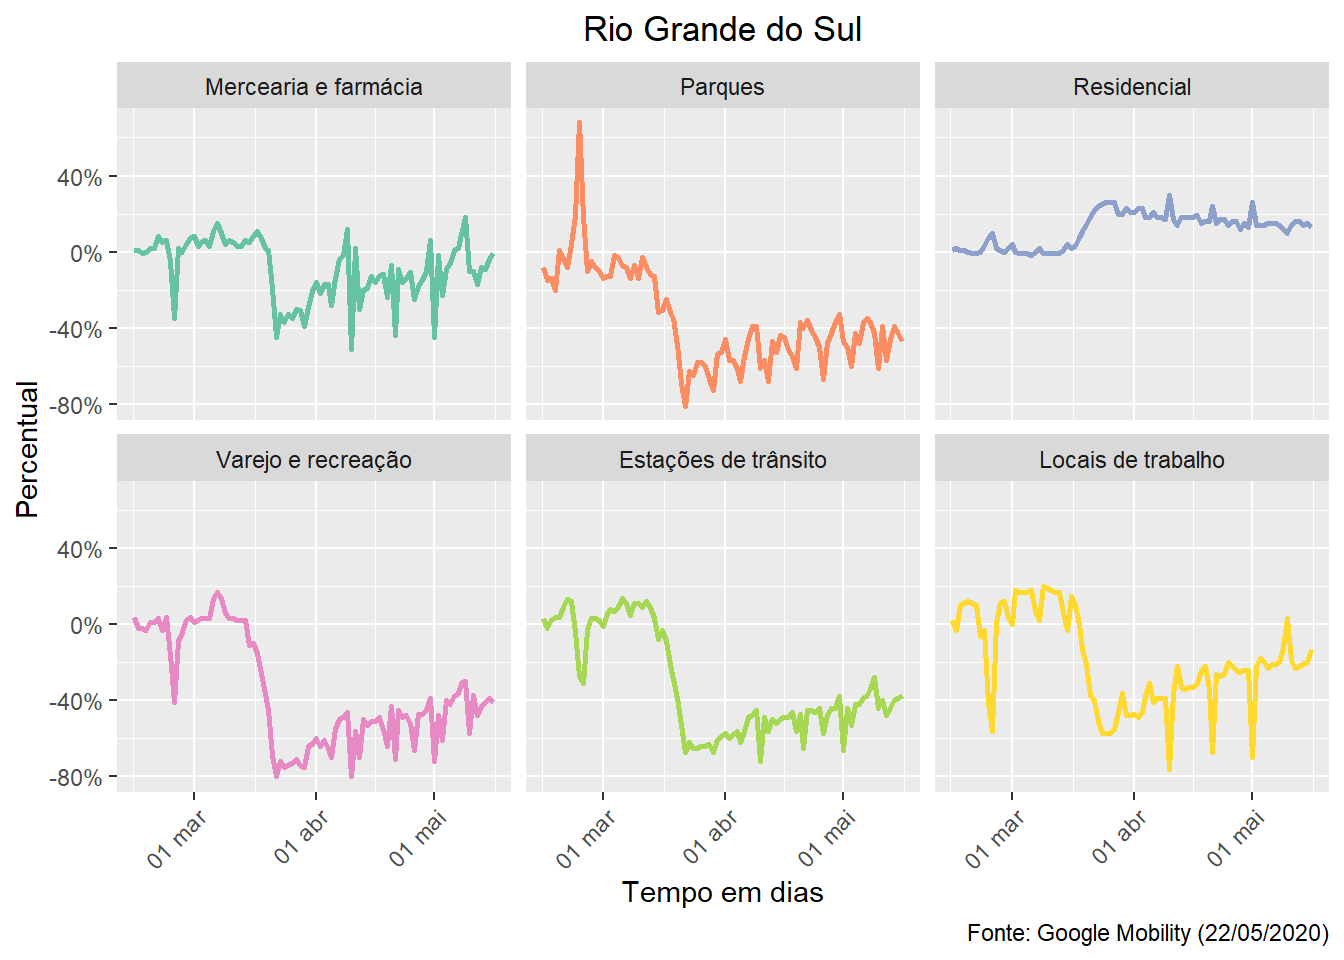 Rio Grande do Sul
Mercearia e farmácia
Parques
Residencial
40%
0%
-40%
-80%
Percentual
Varejo e recreação
Estações de trânsito
Locais de trabalho
40%
0%
-40%
-80%
01 mar
01 abr
01 mai
01 mar
01 abr
01 mai
01 mar
01 abr
01 mai
Tempo em dias
Fonte: Google Mobility (22/05/2020)